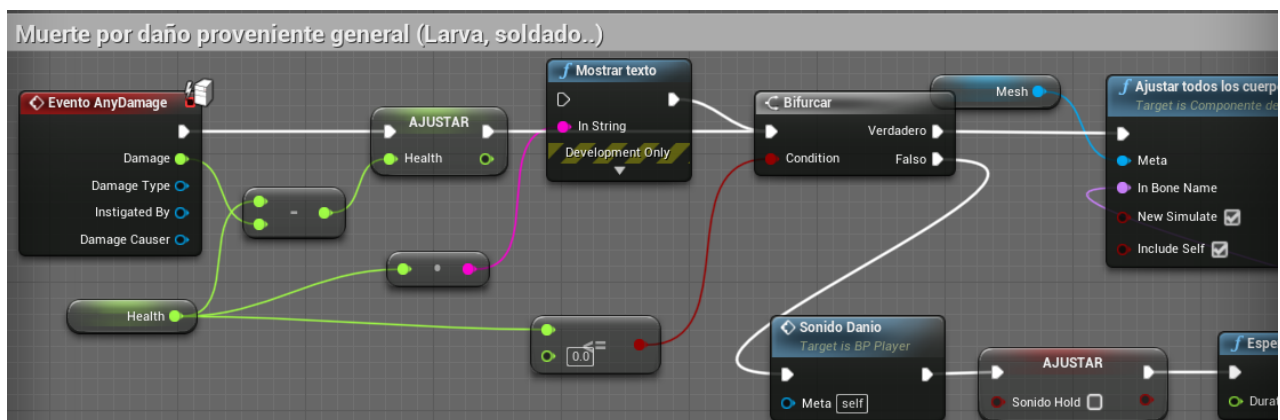 Muerte por daño proveniente general (Larva, soldado..)
Evento AnyDamage
Damage
Damage Type
Instigated By
Damage Causer
Health
-
AJUSTAR
Health
Mostrar texto
In String
Development Only
<=
0.0
Bifurcar
Verdadero
Condition
Falso
Mesh
Ajustar todos los cuerpo
Target is Componente de
Meta
In Bone Name
New Simulate
Include Self
Sonido Danio
Target is BP Player
Meta self
AJUSTAR
Sonido Hold
Espe
Durat